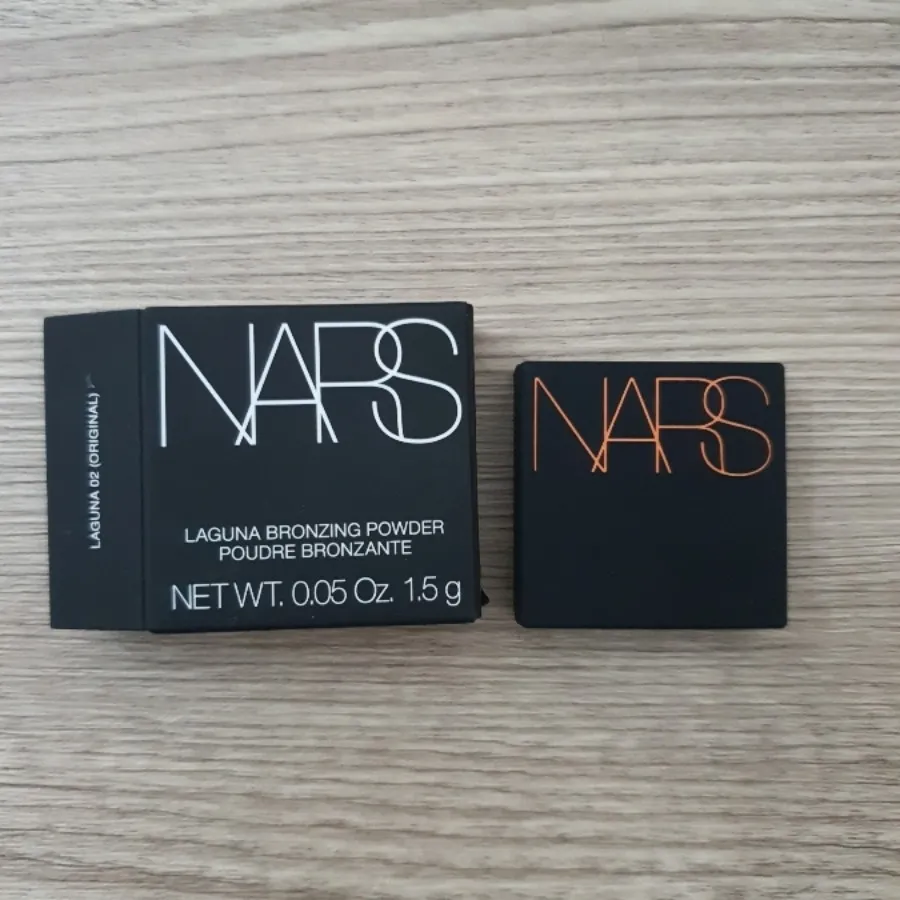 LAGUNA 02 (ORIGINAL)
NARS
LAGUNA BRONZING POWDER
POUDRE BRONZANTE
NET WT. 0.05 Oz. 1.5 g
NARS